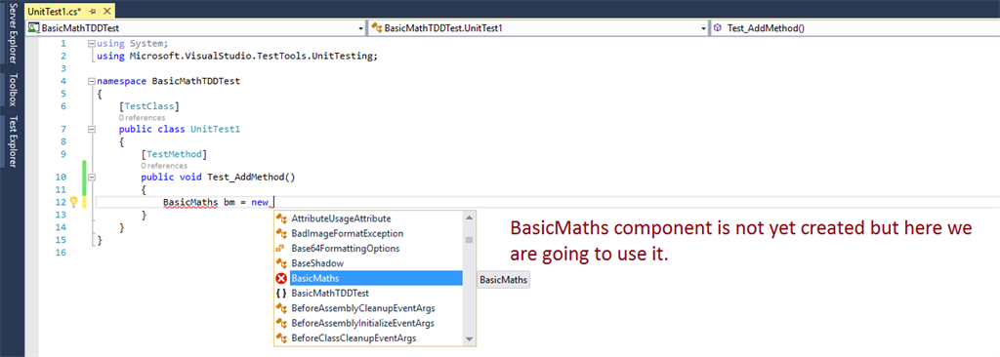 UnitTest1.cs*
Server Explorer
Toolbox
Test Explorer
BasicMathTDDTest
BasicMathTDDTest.UnitTest1
Test_AddMethod()
1 using System;
2 using Microsoft.VisualStudio.TestTools.UnitTesting;
3
4 namespace BasicMathTDDTest
5 {
6 [TestClass]
0 references
7 public class UnitTest1
8 {
9 [TestMethod]
0 references
10 public void Test_AddMethod()
11 {
12 BasicMaths bm = new
13 }
14 }
15 }
16
AttributeUsageAttribute
BadImageFormatException
Base64FormattingOptions
BaseShadow
BasicMaths
{ } BasicMathTDDTest
BeforeAssemblyCleanupEventArgs
BeforeAssemblyInitializeEventArgs
BeforeClassCleanupEventArgs
BasicMaths
BasicMaths component is not yet created but here we
are going to use it.